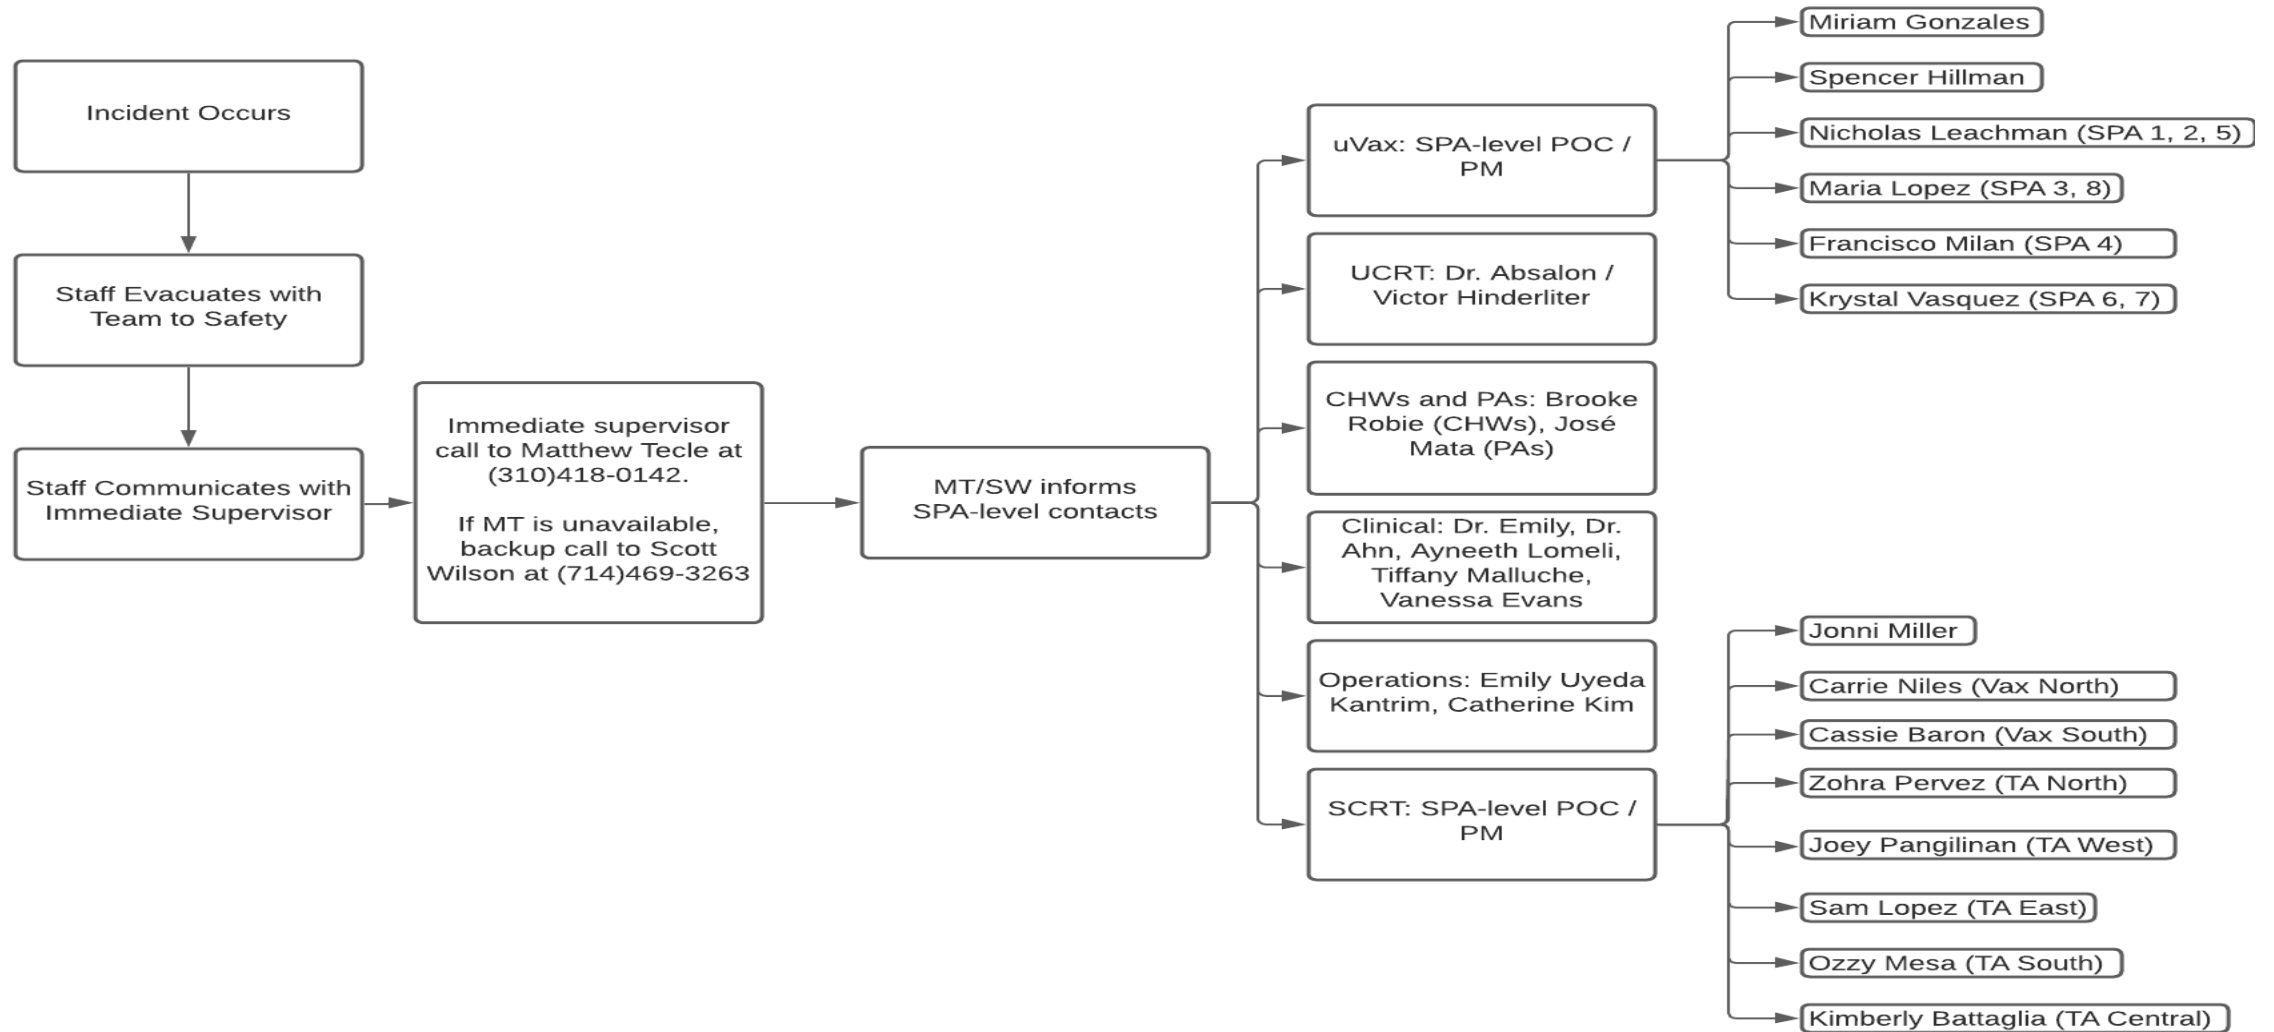 Incident Occurs
Staff Evacuates with
Team to Safety
Staff Communicates with
Immediate Supervisor
Immediate supervisor
call to Matthew Tecle at
(310)418-0142.
If MT is unavailable,
backup call to Scott
Wilson at (714)469-3263
MT/SW informs
SPA-level contacts
uVax: SPA-level POC /
PM
UCRT: Dr. Absalon /
Victor Hinderliter
CHWs and PAs: Brooke
Robie (CHWs), José
Mata (PAs)
Clinical: Dr. Emily, Dr.
Ahn, Ayneeth Lomeli,
Tiffany Malluche,
Vanessa Evans
Operations: Emily Uyeda
Kantrim, Catherine Kim
SCRT: SPA-level POC /
PM
Miriam Gonzales
Spencer Hillman
Nicholas Leachman (SPA 1, 2, 5)
Maria Lopez (SPA 3, 8)
Francisco Milan (SPA 4)
Krystal Vasquez (SPA 6, 7)
Jonni Miller
Carrie Niles (Vax North)
Cassie Baron (Vax South)
Zohra Pervez (TA North)
Joey Pangilinan (TA West)
Sam Lopez (TA East)
Ozzy Mesa (TA South)
Kimberly Battaglia (TA Central)